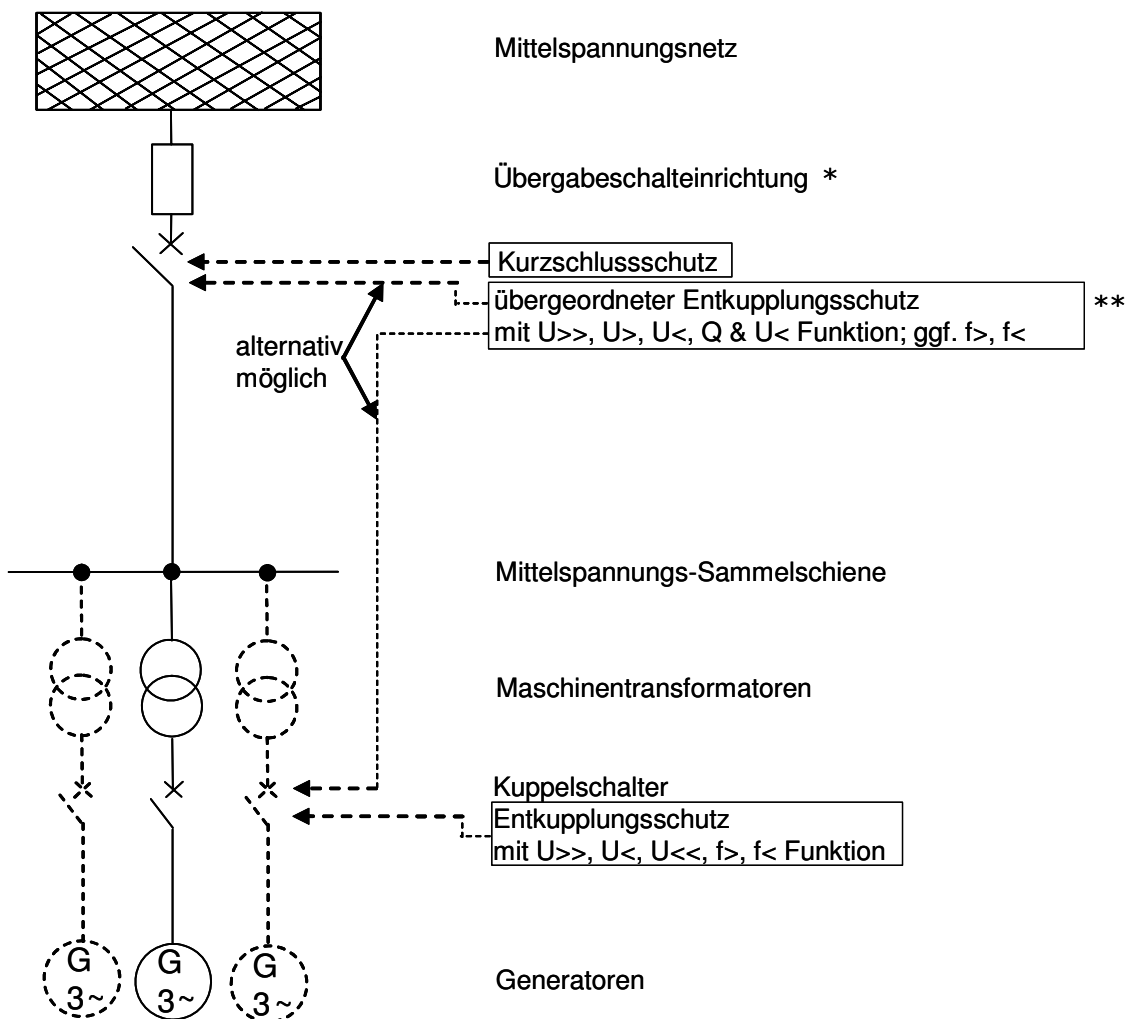 Mittelspannungsnetz
Übergabeschalteinrichtung *
Kurzschlussschutz
übergeordneter Entkupplungsschutz **
mit U>>, U>, U<, Q & U< Funktion; ggf. f>, f<
alternativ
möglich
Mittelspannungs-Sammelschiene
Maschinentransformatoren
Kuppelschalter
Entkupplungsschutz
mit U>>, U<, U<<, f>, f< Funktion
G
3~
G
3~
G
3~
Generatoren